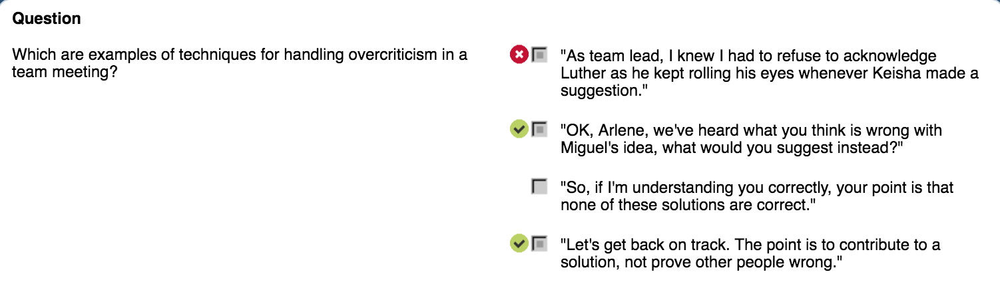 Question
Which are examples of techniques for handling overcriticism in a
team meeting?
"As team lead, I knew I had to refuse to acknowledge
Luther as he kept rolling his eyes whenever Keisha made a
suggestion."
"OK, Arlene, we've heard what you think is wrong with
Miguel's idea, what would you suggest instead?"
"So, if I'm understanding you correctly, your point is that
none of these solutions are correct."
"Let's get back on track. The point is to contribute to a
solution, not prove other people wrong."